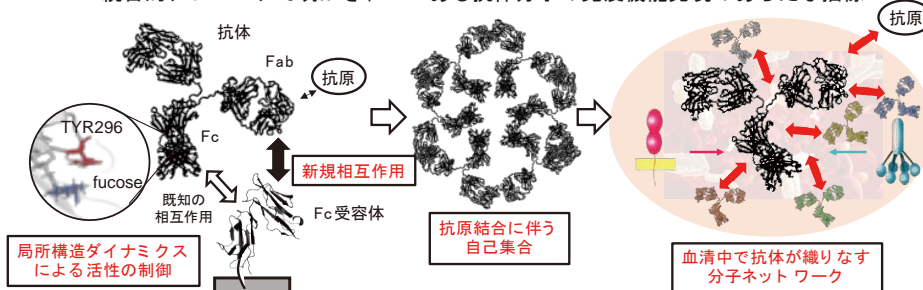 抗体
Fab
抗原
TYR296
fucose
Fc
既知の
相互作用
新規相互作用
Fc受容体
局所構造ダイナミクス
による活性の制御
抗原結合に伴う
自己集合
抗原
血清中で抗体が織りなす
分子ネットワーク